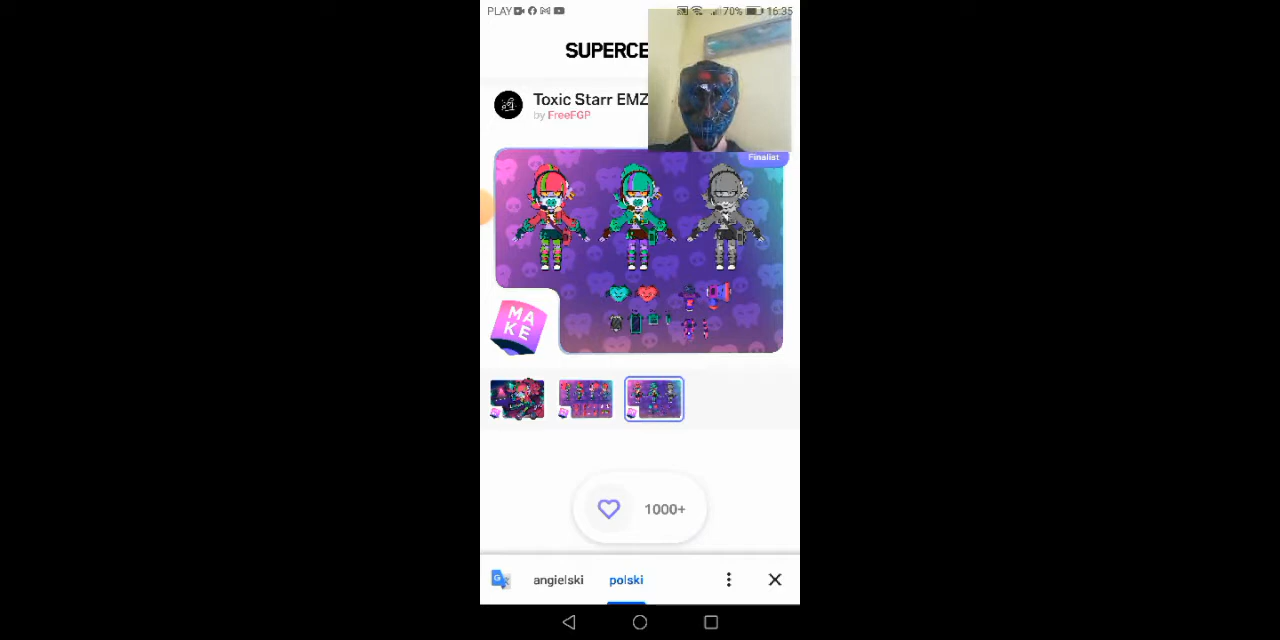 PLAY
70% 16:35
SUPERCE
Toxic Starr EMZ
by FreeFGP
Finalist
MA
KE
1000+
angielski polski